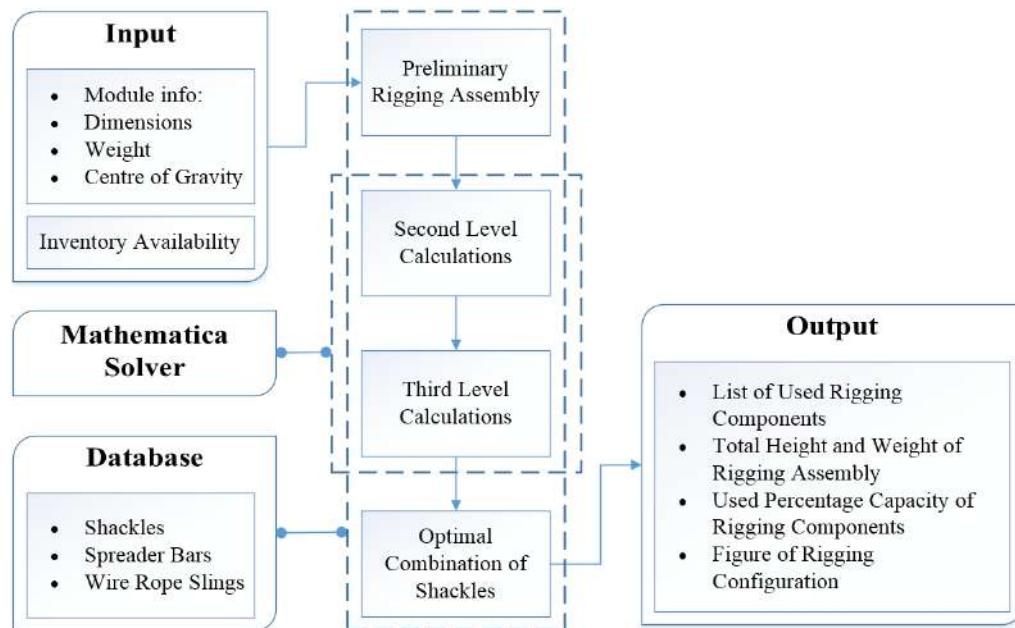 Input
• Module info:
• Dimensions
• Weight
• Centre of Gravity
Inventory Availability
Mathematica
Solver
Database
• Shackles
• Spreader Bars
• Wire Rope Slings
Preliminary
Rigging Assembly
Second Level
Calculations
Third Level
Calculations
Optimal
Combination of
Shackles
Output
• List of Used Rigging
Components
• Total Height and Weight of
Rigging Assembly
• Used Percentage Capacity of
Rigging Components
• Figure of Rigging
Configuration